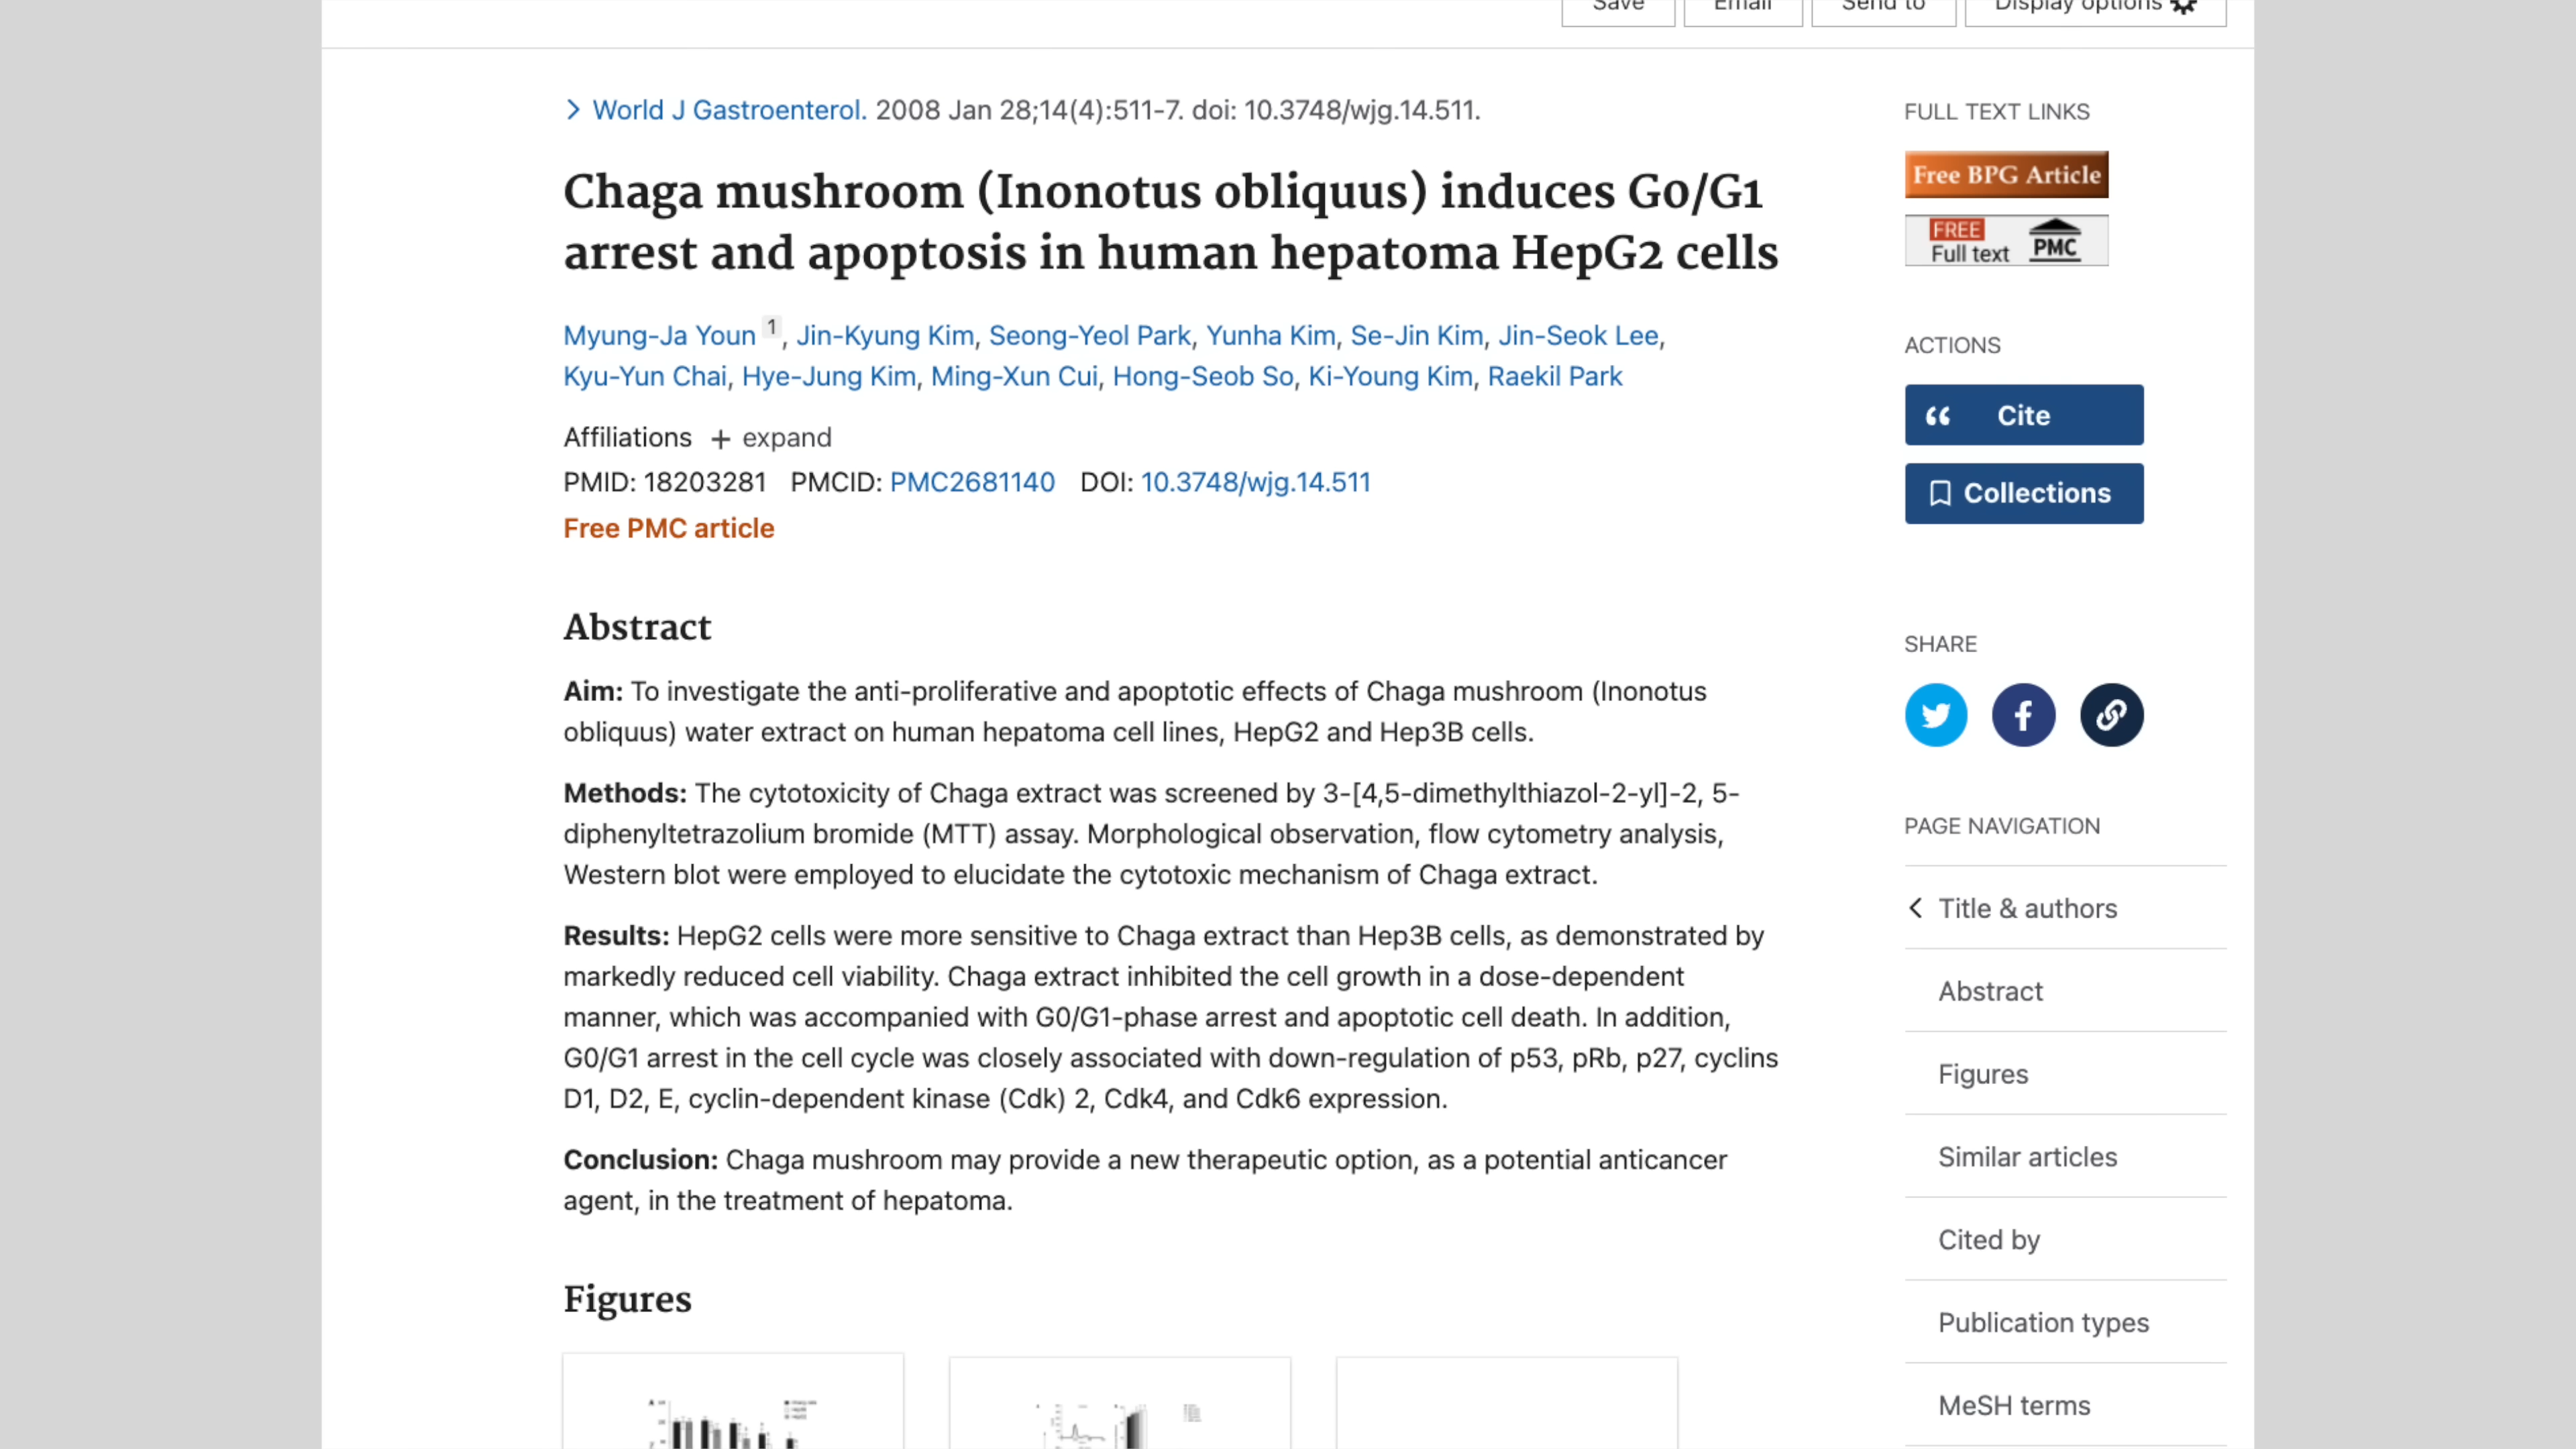 Save Email Send to Display options
World J Gastroenterol. 2008 Jan 28;14(4):511-7. doi: 10.3748/wjg.14.511.
Chaga mushroom (Inonotus obliquus) induces G0/G1
arrest and apoptosis in human hepatoma HepG2 cells
Myung-Ja Youn 1, Jin-Kyung Kim, Seong-Yeol Park, Yunha Kim, Se-Jin Kim, Jin-Seok Lee,
Kyu-Yun Chai, Hye-Jung Kim, Ming-Xun Cui, Hong-Seob So, Ki-Young Kim, Raekil Park
Affiliations + expand
PMID: 18203281 PMCID: PMC2681140 DOI: 10.3748/wjg.14.511
Free PMC article
Abstract
Aim: To investigate the anti-proliferative and apoptotic effects of Chaga mushroom (Inonotus
obliquus) water extract on human hepatoma cell lines, HepG2 and Hep3B cells.
Methods: The cytotoxicity of Chaga extract was screened by 3-[4,5-dimethylthiazol-2-yl]-2, 5-
diphenyltetrazolium bromide (MTT) assay. Morphological observation, flow cytometry analysis,
Western blot were employed to elucidate the cytotoxic mechanism of Chaga extract.
Results: HepG2 cells were more sensitive to Chaga extract than Hep3B cells, as demonstrated by
markedly reduced cell viability. Chaga extract inhibited the cell growth in a dose-dependent
manner, which was accompanied with G0/G1-phase arrest and apoptotic cell death. In addition,
G0/G1 arrest in the cell cycle was closely associated with down-regulation of p53, pRb, p27, cyclins
D1, D2, E, cyclin-dependent kinase (Cdk) 2, Cdk4, and Cdk6 expression.
Conclusion: Chaga mushroom may provide a new therapeutic option, as a potential anticancer
agent, in the treatment of hepatoma.
Figures
FULL TEXT LINKS
Free BPG Article
FREE
Full text PMC
ACTIONS
Cite
Collections
SHARE
PAGE NAVIGATION
Title & authors
Abstract
Figures
Similar articles
Cited by
Publication types
MeSH terms